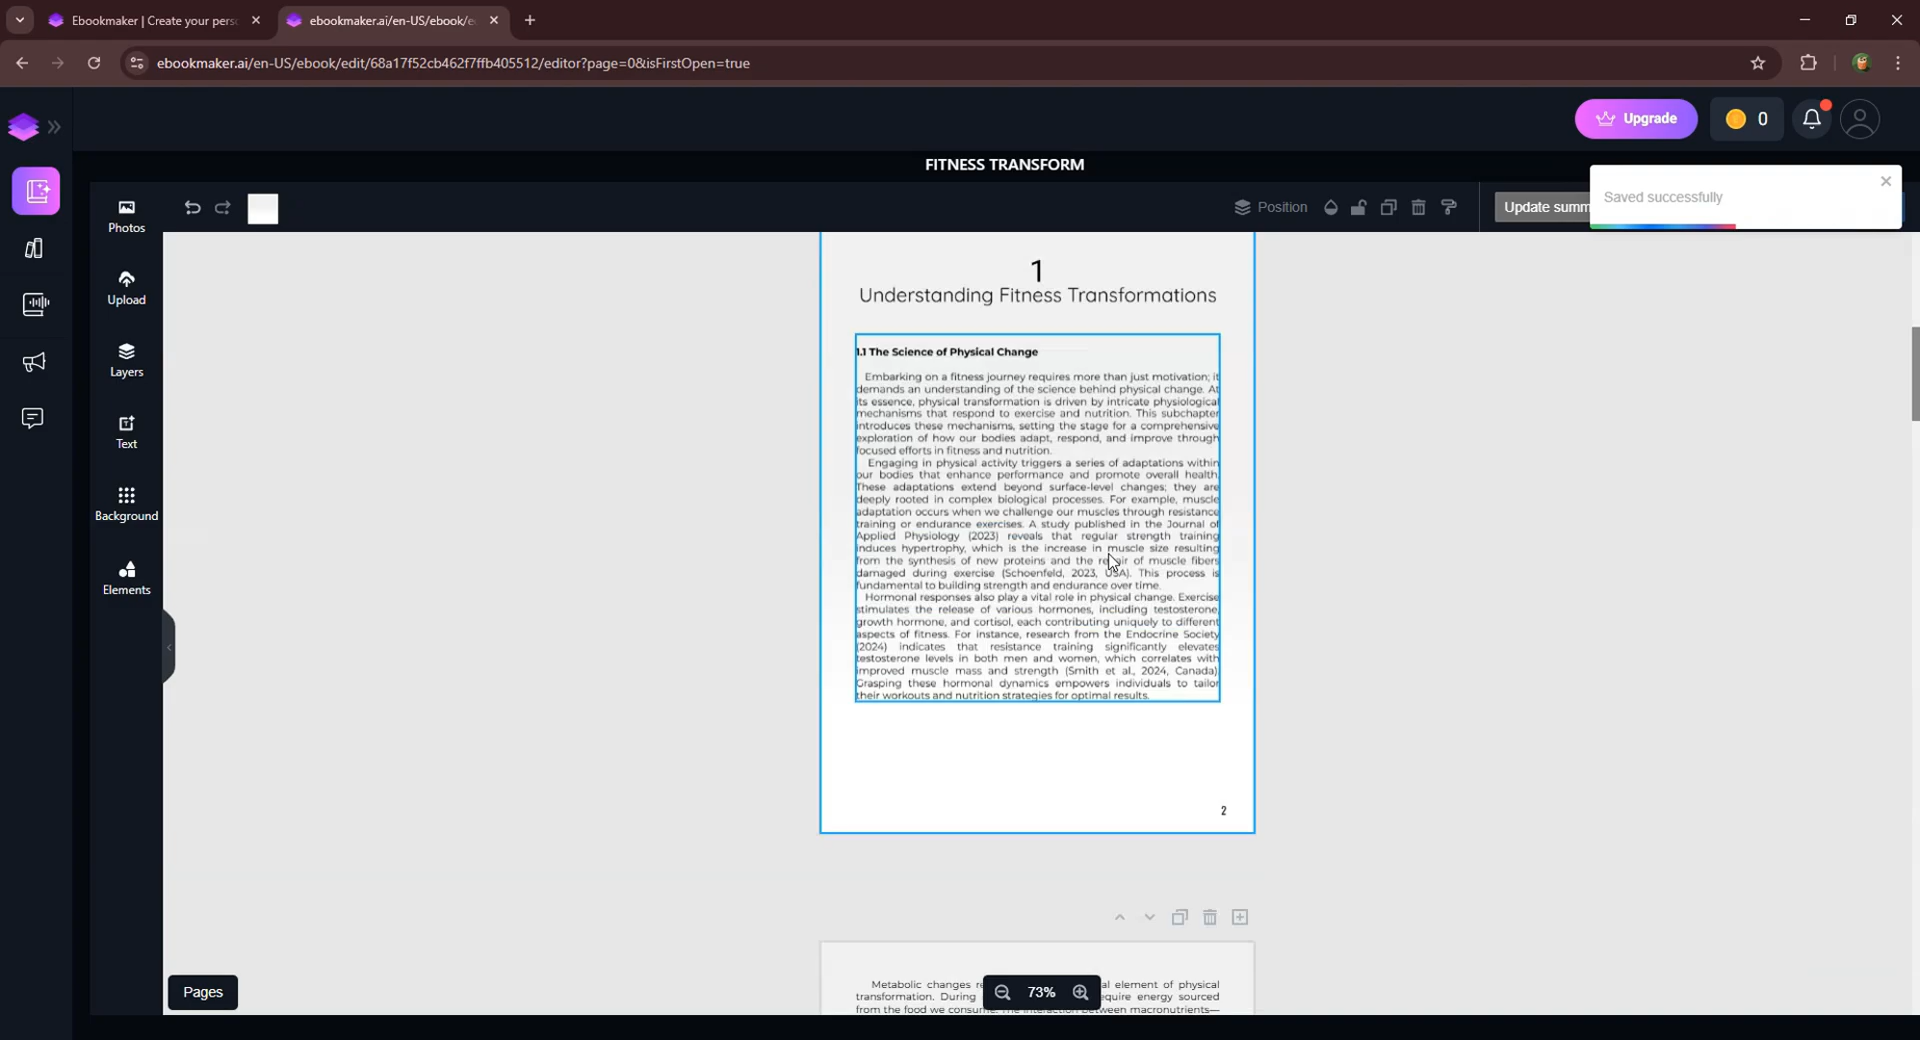 Ebookmaker | Create your pers
ebookmaker.ai/en-US/ebook/e
ebookmaker.ai/en-US/ebook/edit/68a17f52cb462f7ffb405512/editor?page=0&isFirstOpen=true
Upgrade
0
FITNESS TRANSFORM
Saved successfully
Photos
Upload
Layers
Text
Background
Elements
Position
Update summ
1
Understanding Fitness Transformations
1.1 The Science of Physical Change
Embarking on a fitness journey requires more than just motivation; it
demands an understanding of the science behind physical change. At
its essence, physical transformation is driven by intricate physiological
mechanisms that respond to exercise and nutrition. This subchapter
introduces these mechanisms, setting the stage for a comprehensive
exploration of how our bodies adapt, respond, and improve through
focused efforts in fitness and nutrition.
Engaging in physical activity triggers a series of adaptations within
our bodies that enhance performance and promote overall health.
These adaptations extend beyond surface-level changes; they are
deeply rooted in complex biological processes. For example, muscle
adaptation occurs when we challenge our muscles through resistance
training or endurance exercises. A study published in the Journal of
Applied Physiology (2023) reveals that regular strength training
induces hypertrophy, which is the increase in muscle size resulting
from the synthesis of new proteins and the repair of muscle fibers
damaged during exercise (Schoenfeld, 2023, USA). This process is
fundamental to building strength and endurance over time.
Hormonal responses also play a vital role in physical change. Exercise
stimulates the release of various hormones, including testosterone,
growth hormone, and cortisol, each contributing uniquely to different
aspects of fitness. For instance, research from the Endocrine Society
(2024) indicates that resistance training significantly elevates
testosterone levels in both men and women, which correlates with
improved muscle mass and strength (Smith et al., 2024, Canada).
Grasping these hormonal dynamics empowers individuals to tailor
their workouts and nutrition strategies for optimal results.
2
Metabolic changes al element of physical
transformation. During equire energy sourced
from the food we consume. The interaction between macronutrients—
Pages
73%